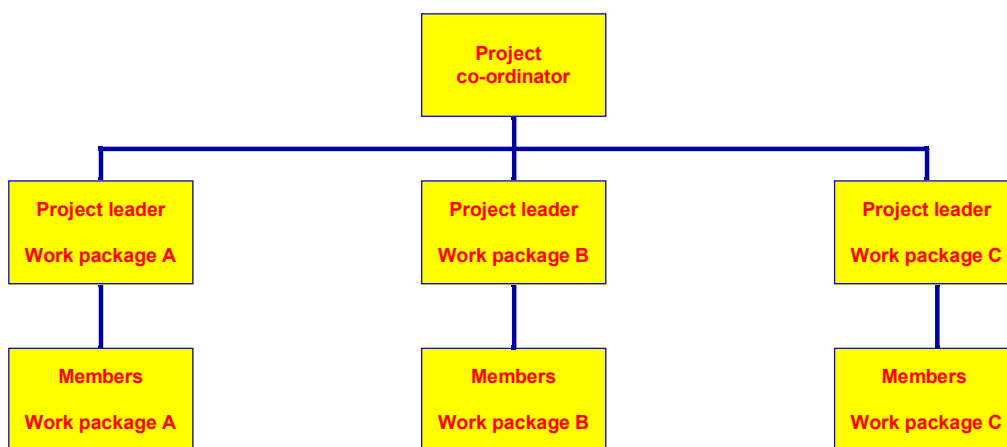 Project
co-ordinator
Project leader
Work package A
Project leader
Work package B
Project leader
Work package C
Members
Work package A
Members
Work package B
Members
Work package C